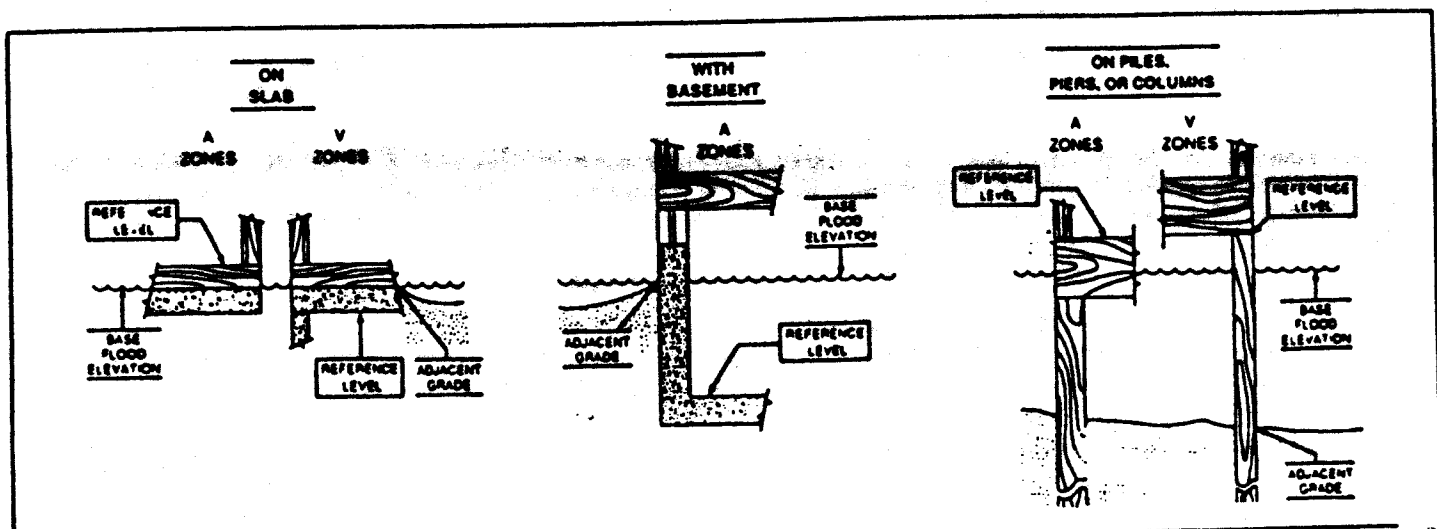 ON
SLAB
A
ZONES
V
ZONES
REFERENCE
LEVEL
BASE
FLOOD
ELEVATION
REFERENCE
LEVEL
ADJACENT
GRADE
WITH
BASEMENT
A
ZONES
BASE
FLOOD
ELEVATION
ADJACENT
GRADE
REFERENCE
LEVEL
ON PILES,
PIERS, OR COLUMNS
A
ZONES
V
ZONES
REFERENCE
LEVEL
REFERENCE
LEVEL
BASE
FLOOD
ELEVATION
ADJACENT
GRADE